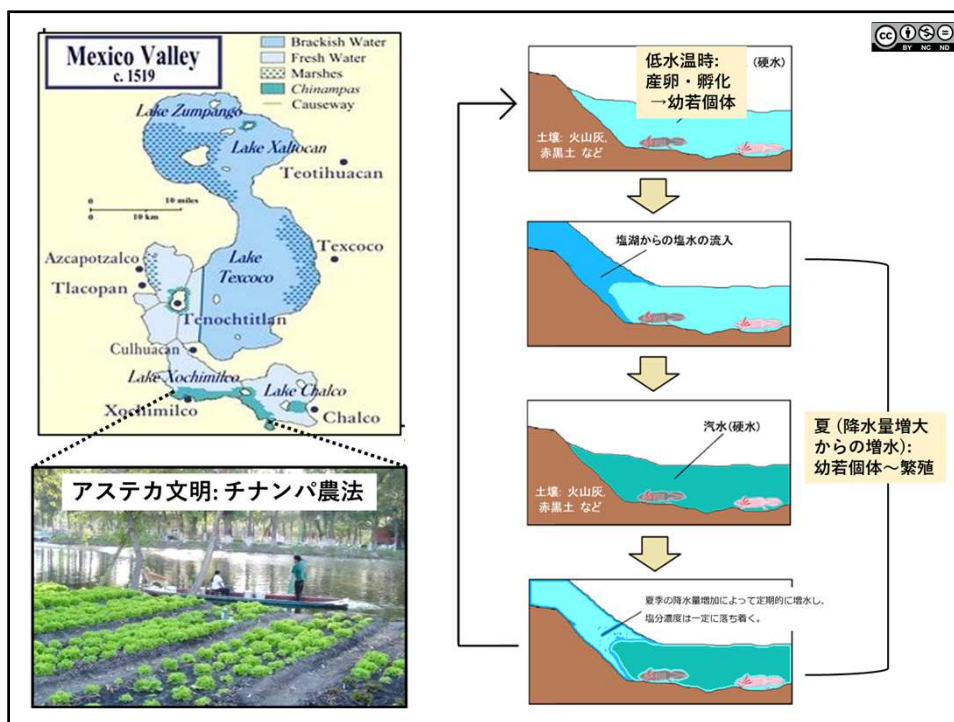 Mexico Valley
c. 1519
Brackish Water
Fresh Water
Marshes
Chinampas
Causeway
Lake Zumpango
Lake Xaltocan
Teotihuacan
10 miles
10 km
Azcapotzalco
Tlacopan
Texcoco
Lake
Texcoco
Tenochtitlan
Culhuacan
Lake Xochimilco
Lake Chalco
Xochimilco
Chalco
アステカ文明: チナンパ農法
CC
BY NC ND
低水温時:
産卵・孵化
→幼若個体
(硬水)
土壌: 火山灰,
赤黒土 など
塩湖からの塩水の流入
汽水(硬水)
土壌: 火山灰,
赤黒土 など
夏季の降水量増加によって定期的に増水し、
塩分濃度は一定に落ち着く。
夏 (降水量増大
からの増水):
幼若個体～繁殖